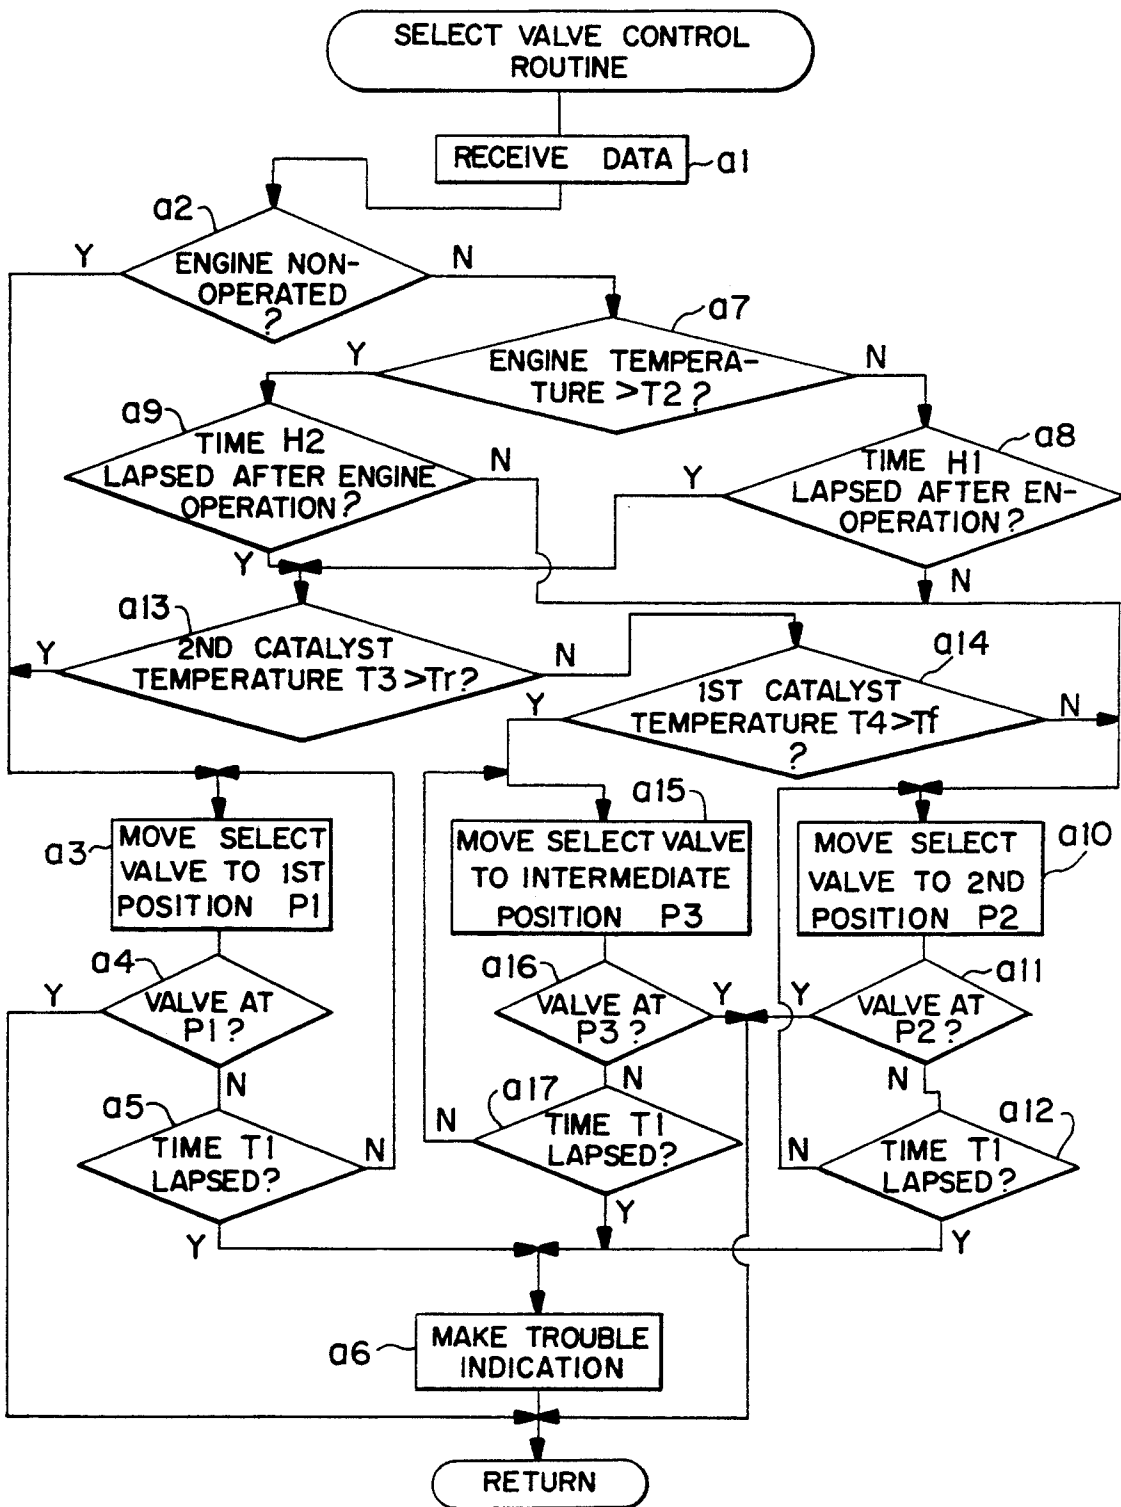 SELECT VALVE CONTROL
ROUTINE
RECEIVE DATA
a1
a2
Y
ENGINE NON-
OPERATED
?
N
a7
Y
ENGINE TEMPERA-
TURE >T2?
N
a9
TIME H2
LAPSED AFTER ENGINE
OPERATION?
N
Y
a8
TIME H1
LAPSED AFTER EN-
OPERATION?
Y
N
a13
Y
2ND CATALYST
TEMPERATURE T3>Tr?
N
a14
Y
1ST CATALYST
TEMPERATURE T4>Tf
?
N
a3
MOVE SELECT
VALVE TO 1ST
POSITION P1
a15
MOVE SELECT VALVE
TO INTERMEDIATE
POSITION P3
a10
MOVE SELECT
VALVE TO 2ND
POSITION P2
a4
Y
VALVE AT
P1?
N
a16
VALVE AT
P3?
Y
N
a11
Y
VALVE AT
P2?
N
a5
TIME T1
LAPSED?
N
Y
a17
N
TIME T1
LAPSED?
Y
a12
N
TIME T1
LAPSED?
Y
a6
MAKE TROUBLE
INDICATION
RETURN